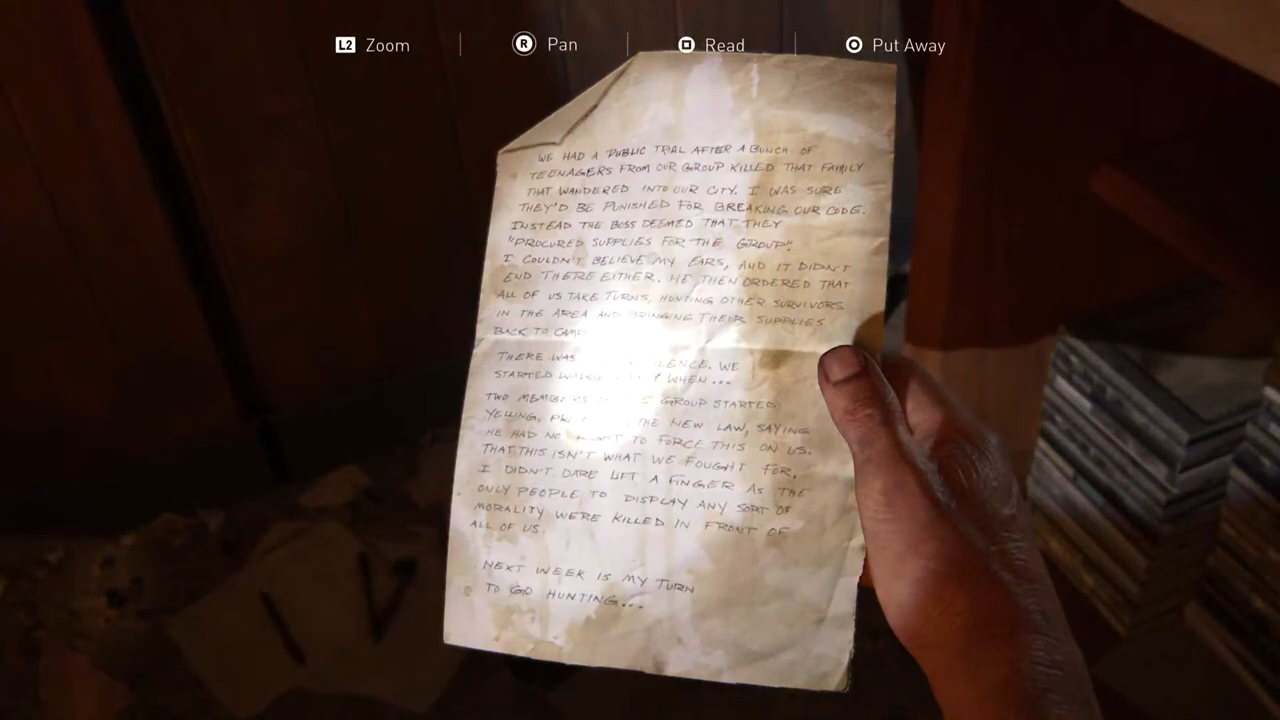 L2 Zoom
R Pan
Read
Put Away
WE HAD A PUBLIC TRIAL AFTER A BUNCH OF
TEENAGERS FROM OUR GROUP KILLED THAT FAMILY
THAT WANDERED INTO OUR CITY. I WAS SURE
THEY'D BE PUNISHED FOR BREAKING OUR CODE.
INSTEAD THE BOSS DEEMED THAT THEY
"PROCURED SUPPLIES FOR THE GROUP."
I COULDN'T BELIEVE MY EARS, AND IT DIDN'T
END THERE EITHER. HE THEN ORDERED THAT
ALL OF US TAKE TURNS, HUNTING OTHER SURVIVORS
IN THE AREA AND BRINGING THEIR SUPPLIES
BACK TO
THERE WAS SILENCE. WE
STARTED WHEN...
TWO MEMBERS GROUP STARTED
YELLING, THE NEW LAW, SAYING
HE HAD NO RIGHT TO FORCE THIS ON US.
THAT THIS ISN'T WHAT WE FOUGHT FOR.
I DIDN'T DARE LIFT A FINGER AS THE
ONLY PEOPLE TO DISPLAY ANY SORT OF
MORALITY WERE KILLED IN FRONT OF
ALL OF US.
NEXT WEEK IS MY TURN
TO GO HUNTING...